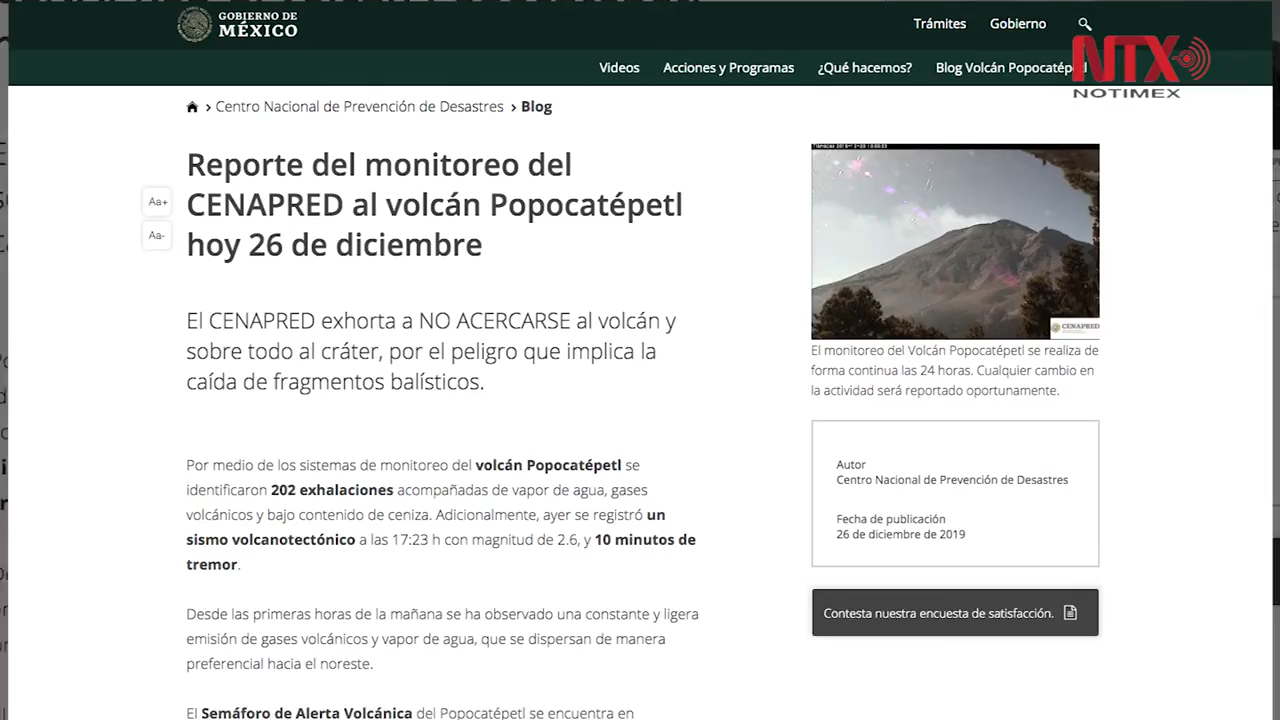 GOBIERNO DE
MÉXICO
Trámites
Gobierno
Videos
Acciones y Programas
¿Qué hacemos?
Blog Volcán Popocatépetl
NTX
NOTIMEX
Centro Nacional de Prevención de Desastres
Blog
Aa+
Aa-
Reporte del monitoreo del
CENAPRED al volcán Popocatépetl
hoy 26 de diciembre
El CENAPRED exhorta a NO ACERCARSE al volcán y
sobre todo al cráter, por el peligro que implica la
caída de fragmentos balísticos.
Por medio de los sistemas de monitoreo del volcán Popocatépetl se
identificaron 202 exhalaciones acompañadas de vapor de agua, gases
volcánicos y bajo contenido de ceniza. Adicionalmente, ayer se registró un
sismo volcanotectónico a las 17:23 h con magnitud de 2.6, y 10 minutos de
tremor.
Desde las primeras horas de la mañana se ha observado una constante y ligera
emisión de gases volcánicos y vapor de agua, que se dispersan de manera
preferencial hacia el noreste.
El Semáforo de Alerta Volcánica del Popocatépetl se encuentra en
CENAPRED
El monitoreo del Volcán Popocatépetl se realiza de
forma continua las 24 horas. Cualquier cambio en
la actividad será reportado oportunamente.
Autor
Centro Nacional de Prevención de Desastres
Fecha de publicación
26 de diciembre de 2019
Contesta nuestra encuesta de satisfacción.